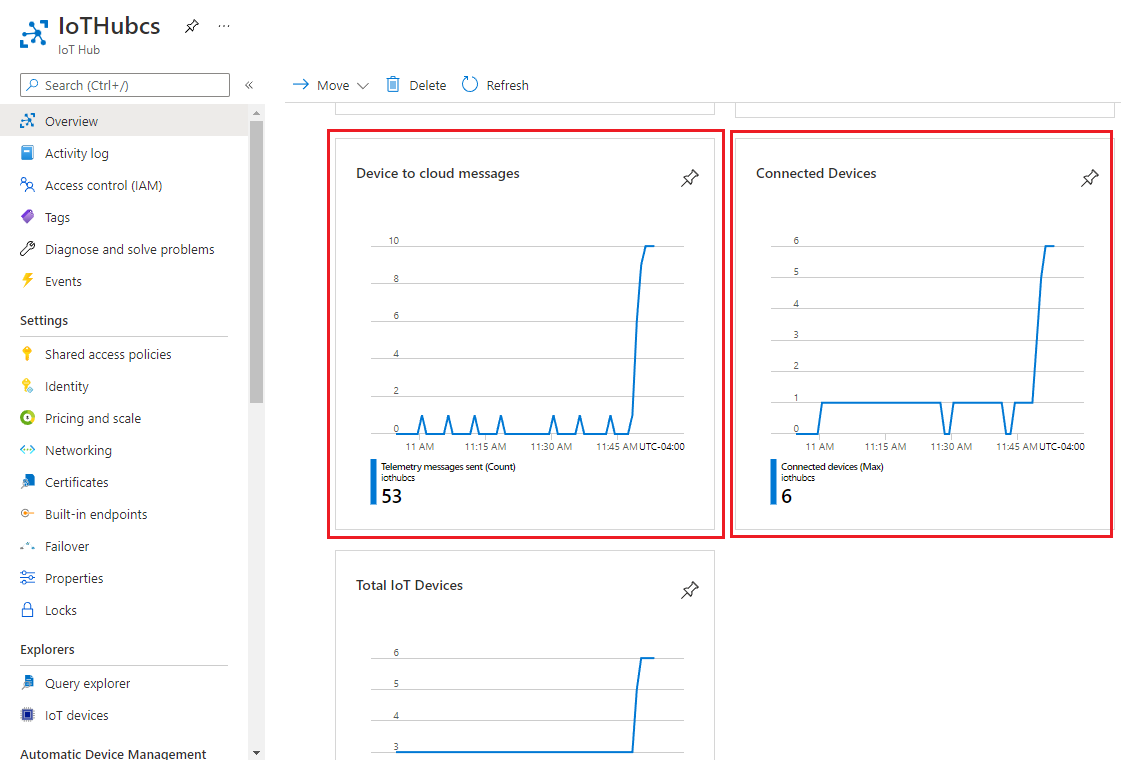 IoTHubcs
IoT Hub
Search (Ctrl+/)
Overview
Activity log
Access control (IAM)
Tags
Diagnose and solve problems
Events
Settings
Shared access policies
Identity
Pricing and scale
Networking
Certificates
Built-in endpoints
Failover
Properties
Locks
Explorers
Query explorer
IoT devices
Automatic Device Management
Move
Delete
Refresh
Device to cloud messages
10
8
6
4
2
0
11 AM 11:15 AM 11:30 AM 11:45 AM UTC-04:00
Telemetry messages sent (Count)
iothubcs
53
Connected Devices
6
5
4
3
2
1
0
11 AM 11:15 AM 11:30 AM 11:45 AM UTC-04:00
Connected devices (Max)
iothubcs
6
Total IoT Devices
6
5
4
3